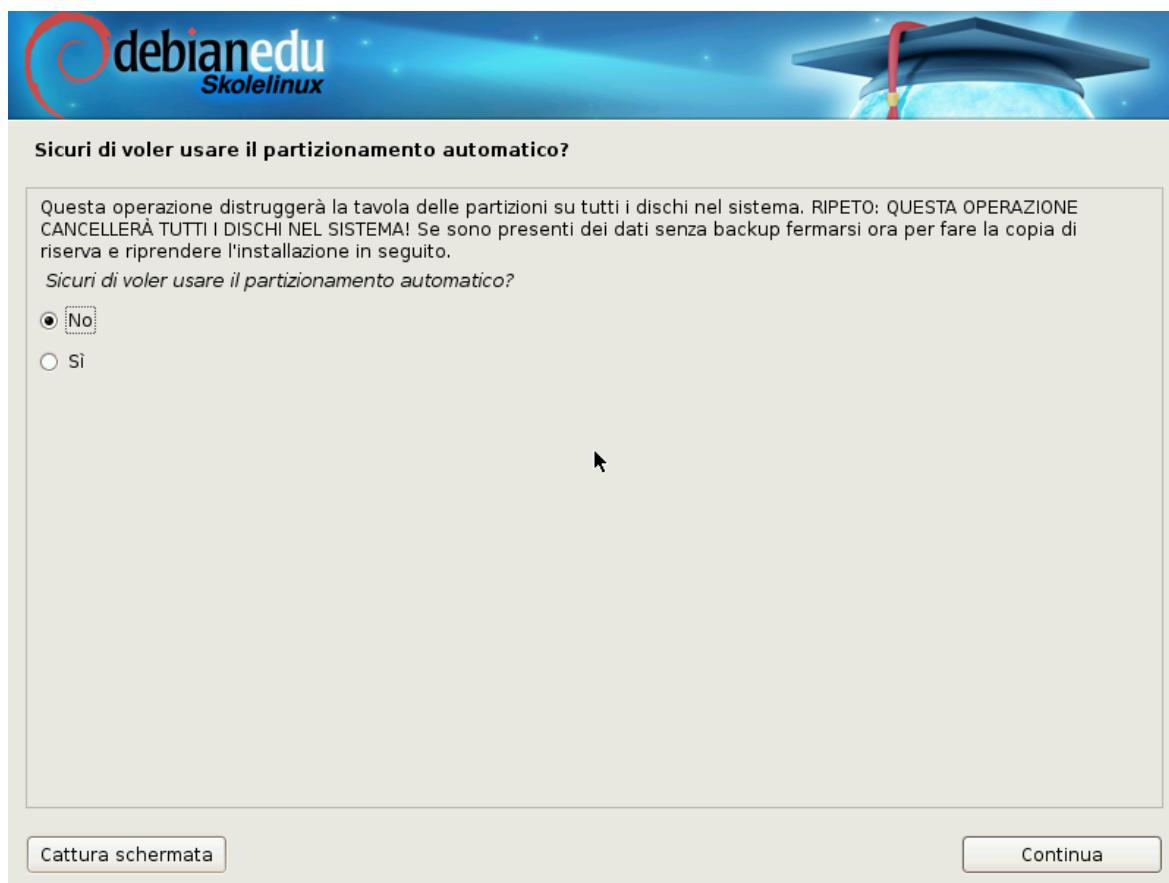 debianedu
Skolelinux
Sicuri di voler usare il partizionamento automatico?
Questa operazione distruggerà la tavola delle partizioni su tutti i dischi nel sistema. RIPETO: QUESTA OPERAZIONE
CANCELLERÀ TUTTI I DISCHI NEL SISTEMA! Se sono presenti dei dati senza backup fermarsi ora per fare la copia di
riserva e riprendere l'installazione in seguito.
Sicuri di voler usare il partizionamento automatico?
No
Sì
Cattura schermata
Continua